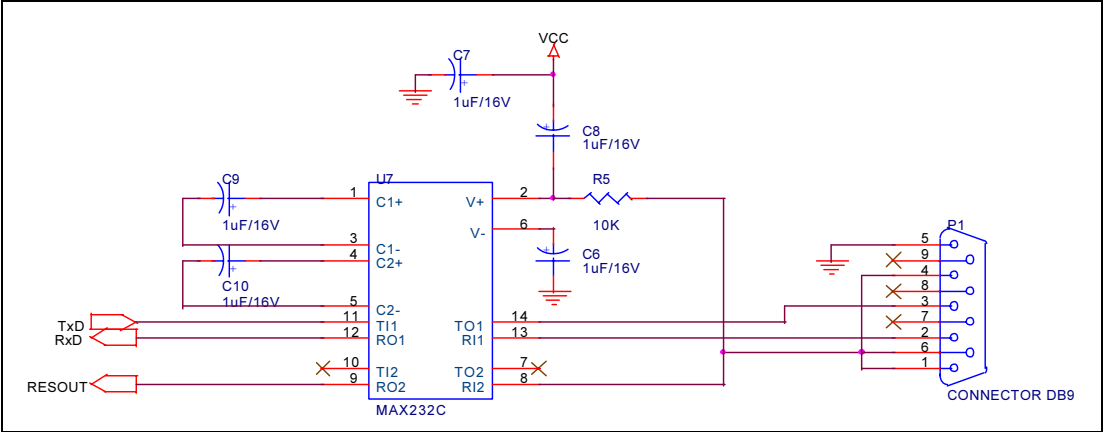 VCC
C7
1uF/16V
C8
1uF/16V
C9
1uF/16V
U7
1
C1+
V+
2
R5
10K
3
C1-
V-
6
4
C2+
C10
1uF/16V
C6
1uF/16V
5
C2-
TxD
11
TI1
TO1
14
RxD
12
RO1
RI1
13
10
TI2
TO2
7
RESOUT
9
RO2
RI2
8
MAX232C
P1
5
9
4
8
3
7
2
6
1
CONNECTOR DB9